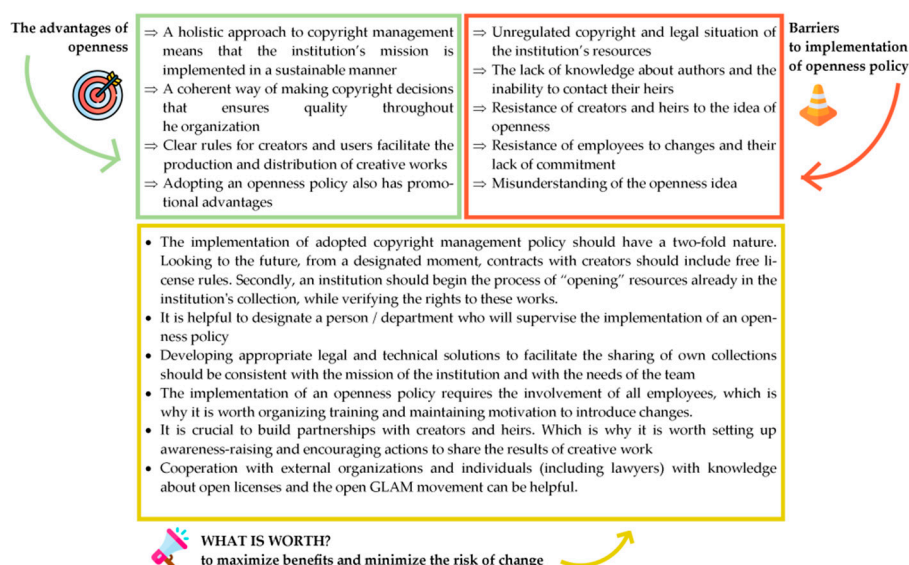 The advantages of
openness
⇒ A holistic approach to copyright management
means that the institution's mission is
implemented in a sustainable manner
⇒ A coherent way of making copyright decisions
that ensures quality throughout
he organization
⇒ Clear rules for creators and users facilitate the
production and distribution of creative works
⇒ Adopting an openness policy also has promo-
tional advantages
⇒ Unregulated copyright and legal situation of
the institution's resources
⇒ The lack of knowledge about authors and the
inability to contact their heirs
⇒ Resistance of creators and heirs to the idea of
openness
⇒ Resistance of employees to changes and their
lack of commitment
⇒ Misunderstanding of the openness idea
Barriers
to implementation
of openness policy
• The implementation of adopted copyright management policy should have a two-fold nature.
Looking to the future, from a designated moment, contracts with creators should include free li-
cense rules. Secondly, an institution should begin the process of “opening” resources already in the
institution's collection, while verifying the rights to these works.
• It is helpful to designate a person / department who will supervise the implementation of an open-
ness policy
• Developing appropriate legal and technical solutions to facilitate the sharing of own collections
should be consistent with the mission of the institution and with the needs of the team
• The implementation of an openness policy requires the involvement of all employees, which is
why it is worth organizing training and maintaining motivation to introduce changes.
• It is crucial to build partnerships with creators and heirs. Which is why it is worth setting up
awareness-raising and encouraging actions to share the results of creative work
• Cooperation with external organizations and individuals (including lawyers) with knowledge
about open licenses and the open GLAM movement can be helpful.
WHAT IS WORTH?
to maximize benefits and minimize the risk of change